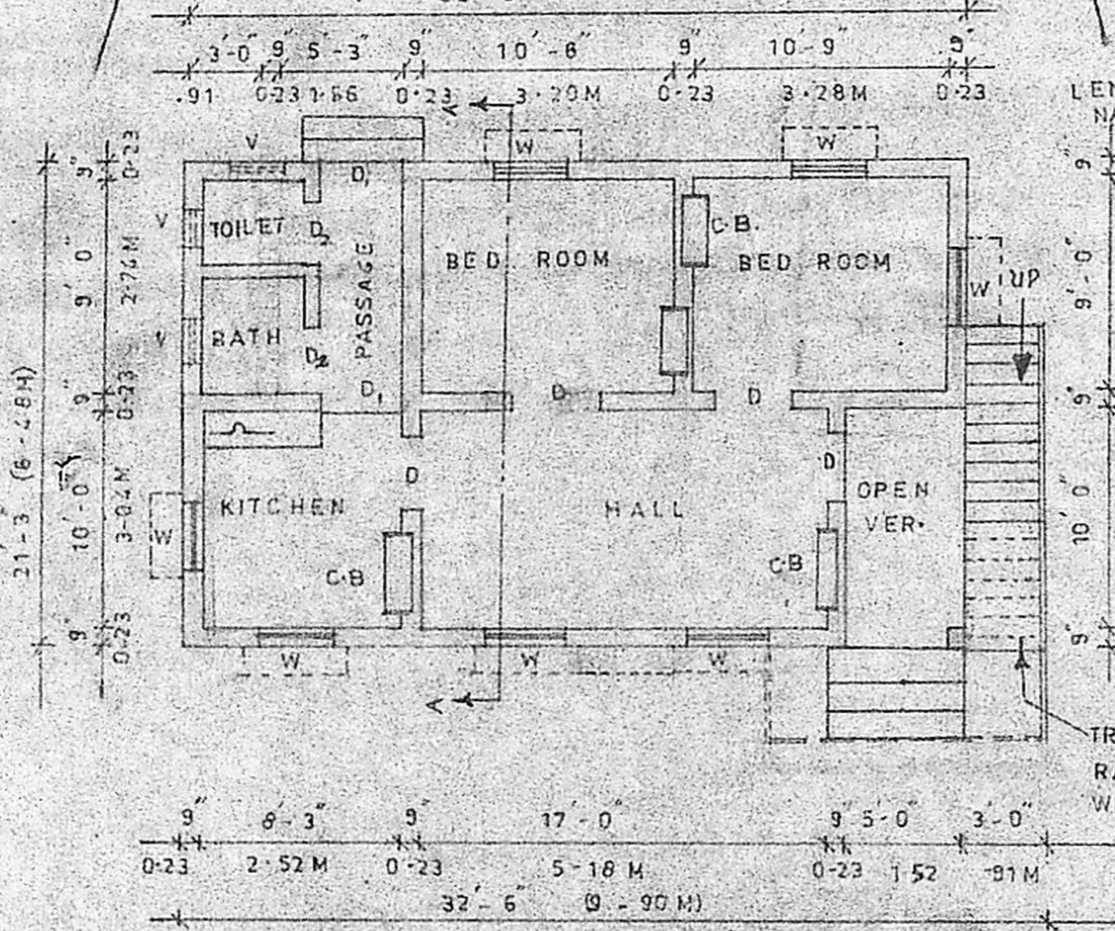 3'-0" 9" 5'-3" 9" 10'-6" 9" 10'-9" 9"
.91 0.23 1.66 0.23 3.20M 0.23 3.28M 0.23
A
LEN
NA
V
W
W
D1
V
TOILET
D2
PASSAGE
BED ROOM
C.B.
BED ROOM
W
UP
V
BATH
D2
D1
D
D
D
D
KITCHEN
HALL
OPEN
VER.
W
C.B
C.B
W
W
W
A
TR
RA
W
9" 9'-0" 9" 10'-0" 9"
0.23 2.74M 0.23 3.04M 0.23
21'-3" (6-48M)
9" 9'-0" 9" 10'-0" 9"
9" 8'-3" 9" 17'-0" 9 5'-0" 3'-0"
0.23 2.52M 0.23 5-18M 0.23 1.52 .91M
32'-6" (9-90M)